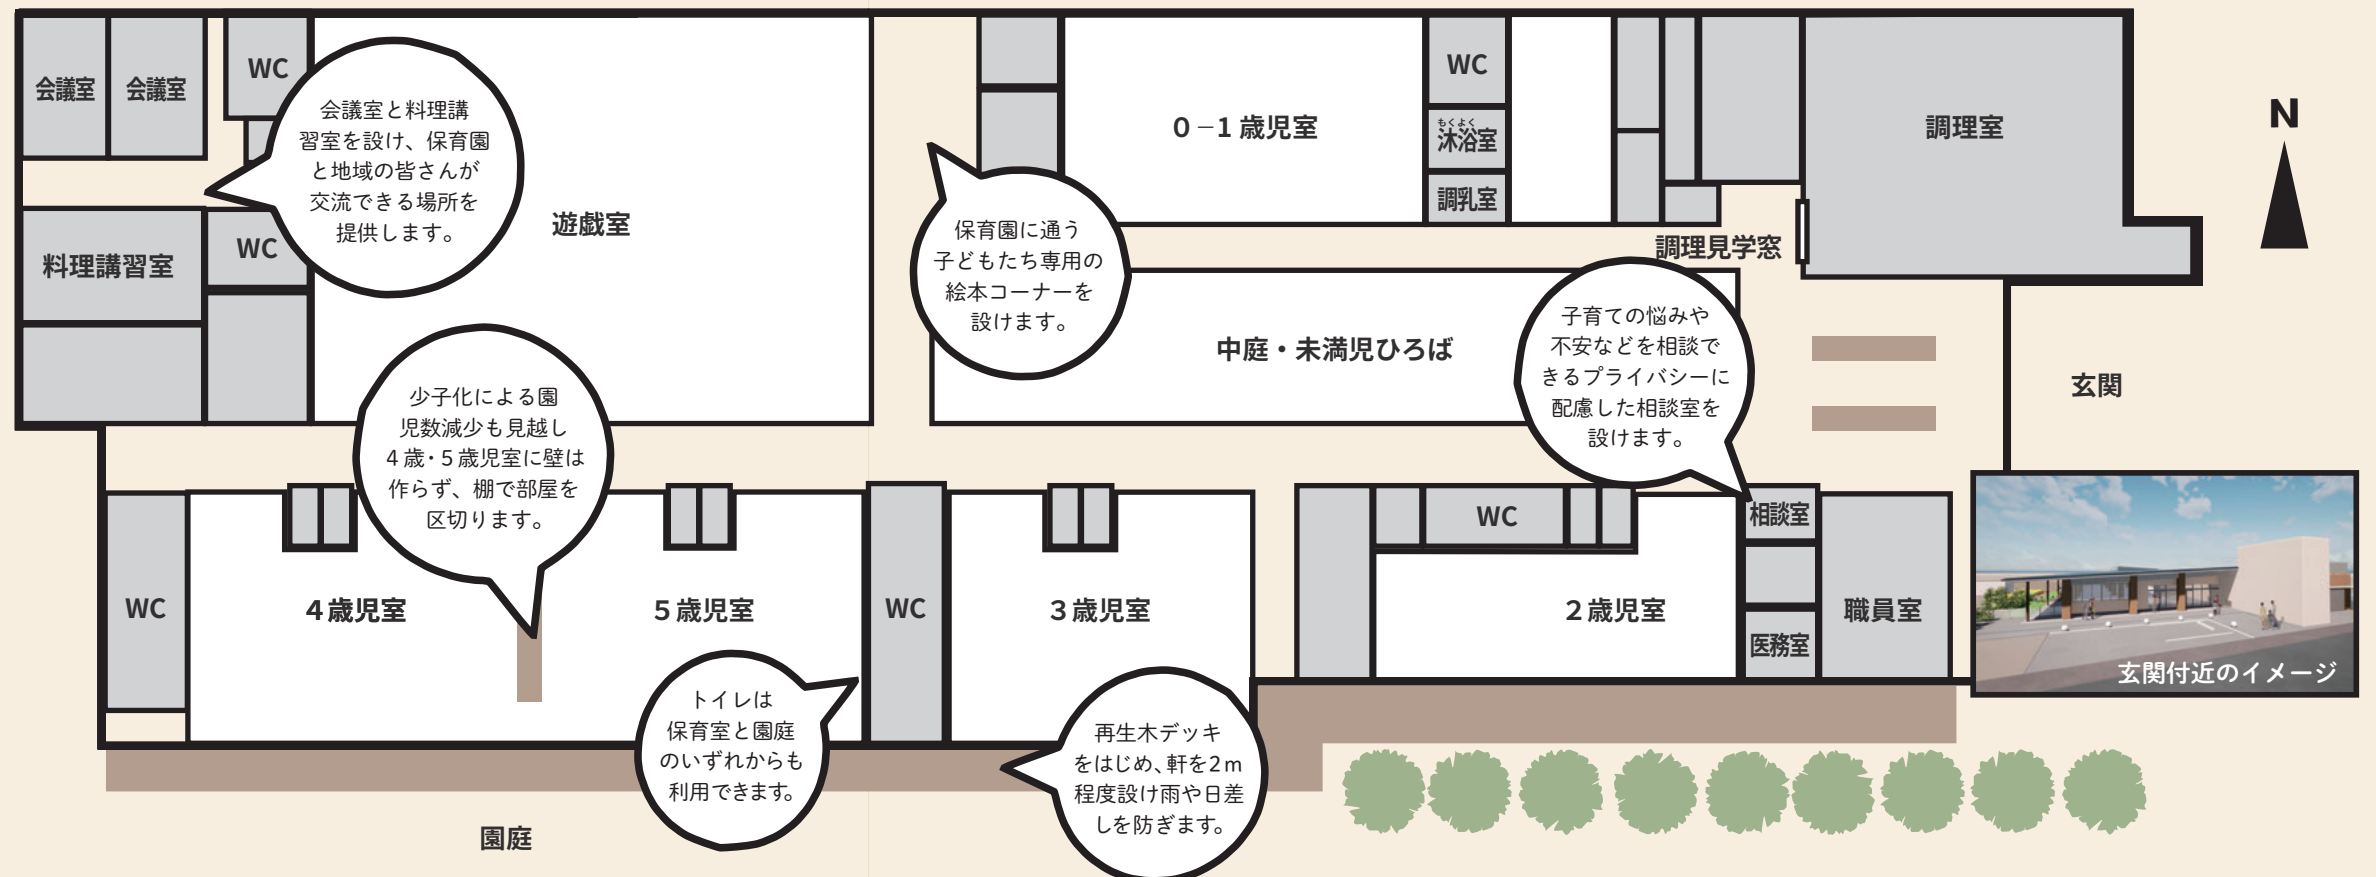 会議室
会議室
WC
会議室と料理講
習室を設け、保育園
と地域の皆さんが
交流できる場所を
提供します。
料理講習室
WC
遊戯室
保育園に通う
子どもたち専用の
絵本コーナーを
設けます。
0−1歳児室
WC
もくよく
沐浴室
調乳室
調理室
調理見学窓
N
中庭・未満児ひろば
子育ての悩みや
不安などを相談で
きるプライバシーに
配慮した相談室を
設けます。
玄関
少子化による園
児数減少も見越し
4歳・5歳児室に壁は
作らず、棚で部屋を
区切ります。
WC
4歳児室
5歳児室
WC
3歳児室
WC
2歳児室
相談室
医務室
職員室
玄関付近のイメージ
トイレは
保育室と園庭
のいずれからも
利用できます。
再生木デッキ
をはじめ、軒を2m
程度設け雨や日差
しを防ぎます。
園庭